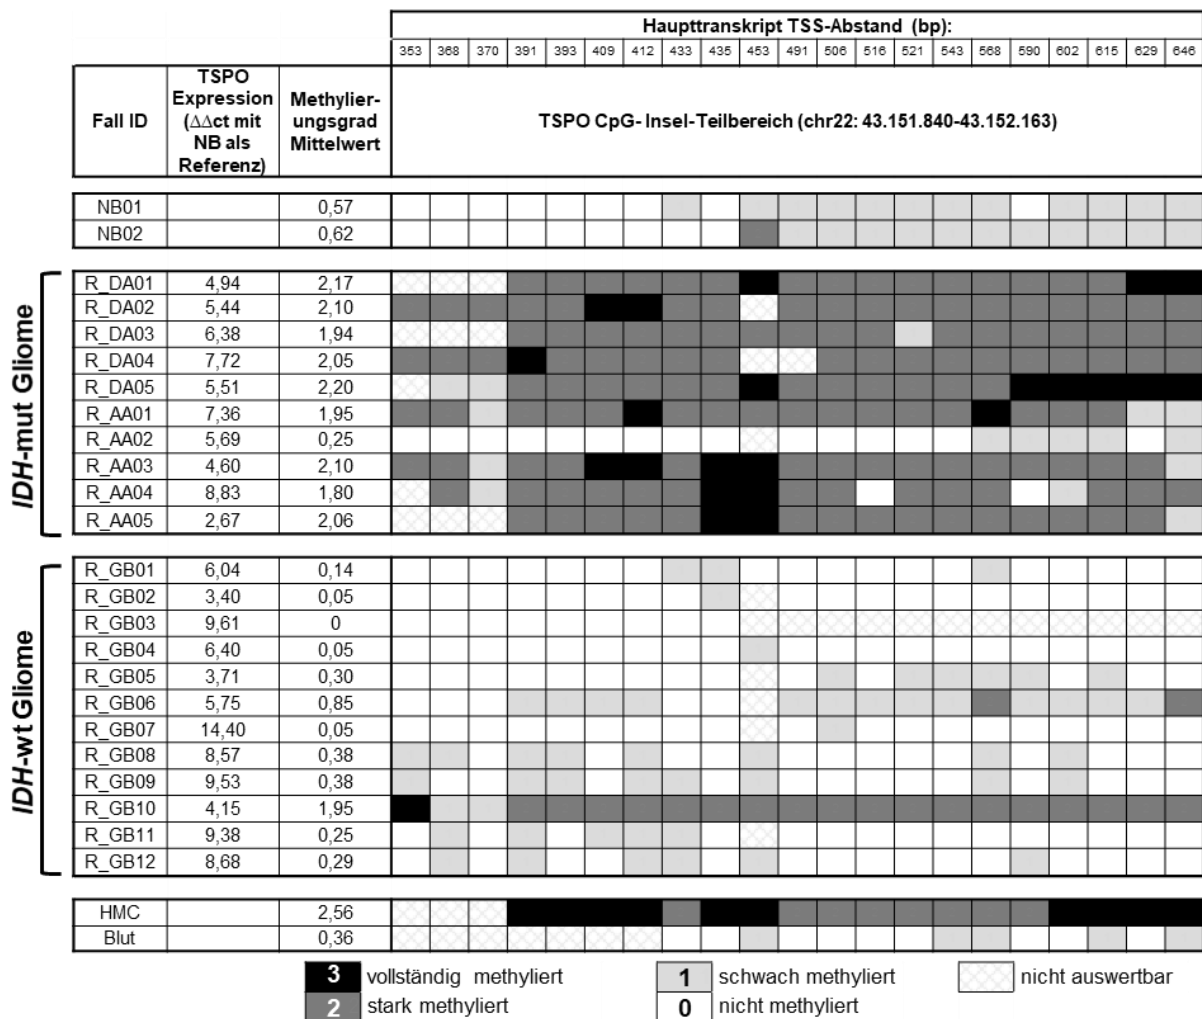 Haupttranskript TSS-Abstand (bp):
353 368 370 391 393 409 412 433 435 453 491 506 516 521 543 568 590 602 615 629 646
Fall ID
TSPO
Expression
(ΔΔct mit
NB als
Referenz)
Methylier-
ungsgrad
Mittelwert
TSPO CpG- Insel-Teilbereich (chr22: 43.151.840-43.152.163)
NB01 0,57
NB02 0,62
IDH-mut Gliome
R_DA01 4,94 2,17
R_DA02 5,44 2,10
R_DA03 6,38 1,94
R_DA04 7,72 2,05
R_DA05 5,51 2,20
R_AA01 7,36 1,95
R_AA02 5,69 0,25
R_AA03 4,60 2,10
R_AA04 8,83 1,80
R_AA05 2,67 2,06
IDH-wt Gliome
R_GB01 6,04 0,14
R_GB02 3,40 0,05
R_GB03 9,61 0
R_GB04 6,40 0,05
R_GB05 3,71 0,30
R_GB06 5,75 0,85
R_GB07 14,40 0,05
R_GB08 8,57 0,38
R_GB09 9,53 0,38
R_GB10 4,15 1,95
R_GB11 9,38 0,25
R_GB12 8,68 0,29
HMC 2,56
Blut 0,36
3 vollständig methyliert 1 schwach methyliert nicht auswertbar
2 stark methyliert 0 nicht methyliert